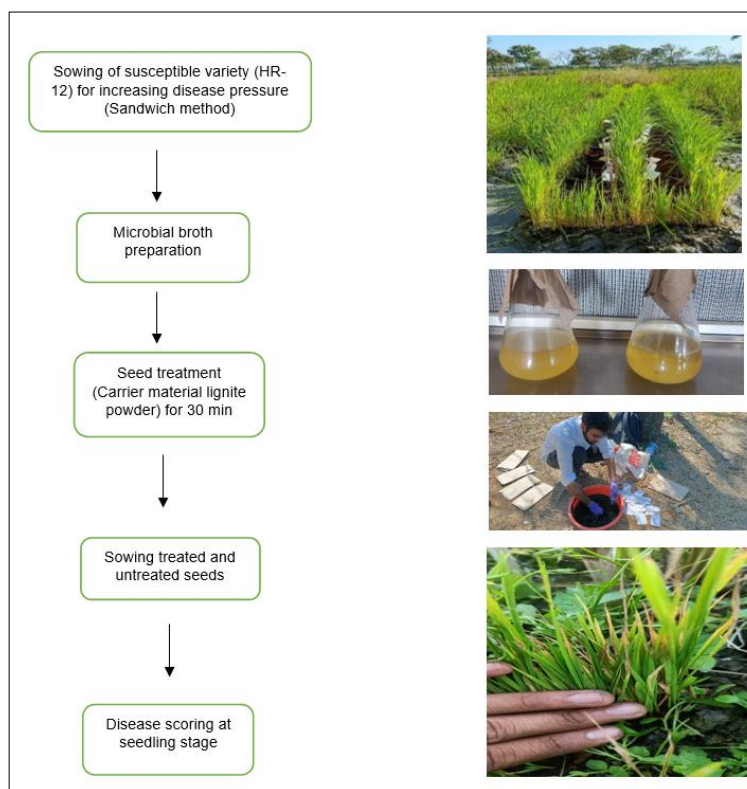 Sowing of susceptible variety (HR-
12) for increasing disease pressure
(Sandwich method)
Microbial broth
preparation
Seed treatment
(Carrier material lignite
powder) for 30 min
Sowing treated and
untreated seeds
Disease scoring at
seedling stage